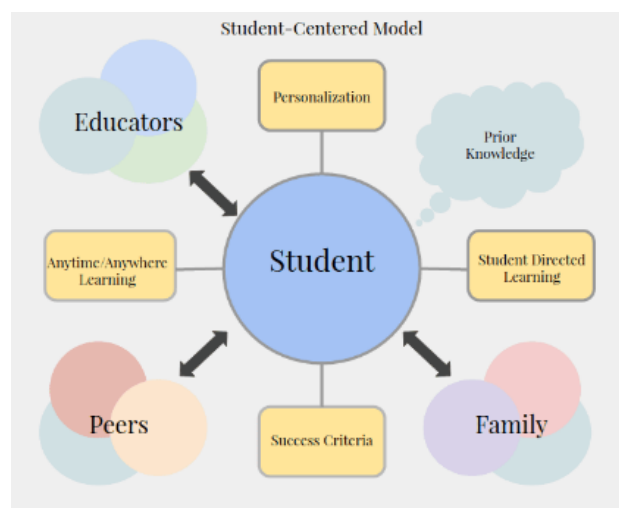 Student-Centered Model
Personalization
Educators
Prior
Knowledge
Student
Anytime/Anywhere
Learning
Student Directed
Learning
Peers
Success Criteria
Family